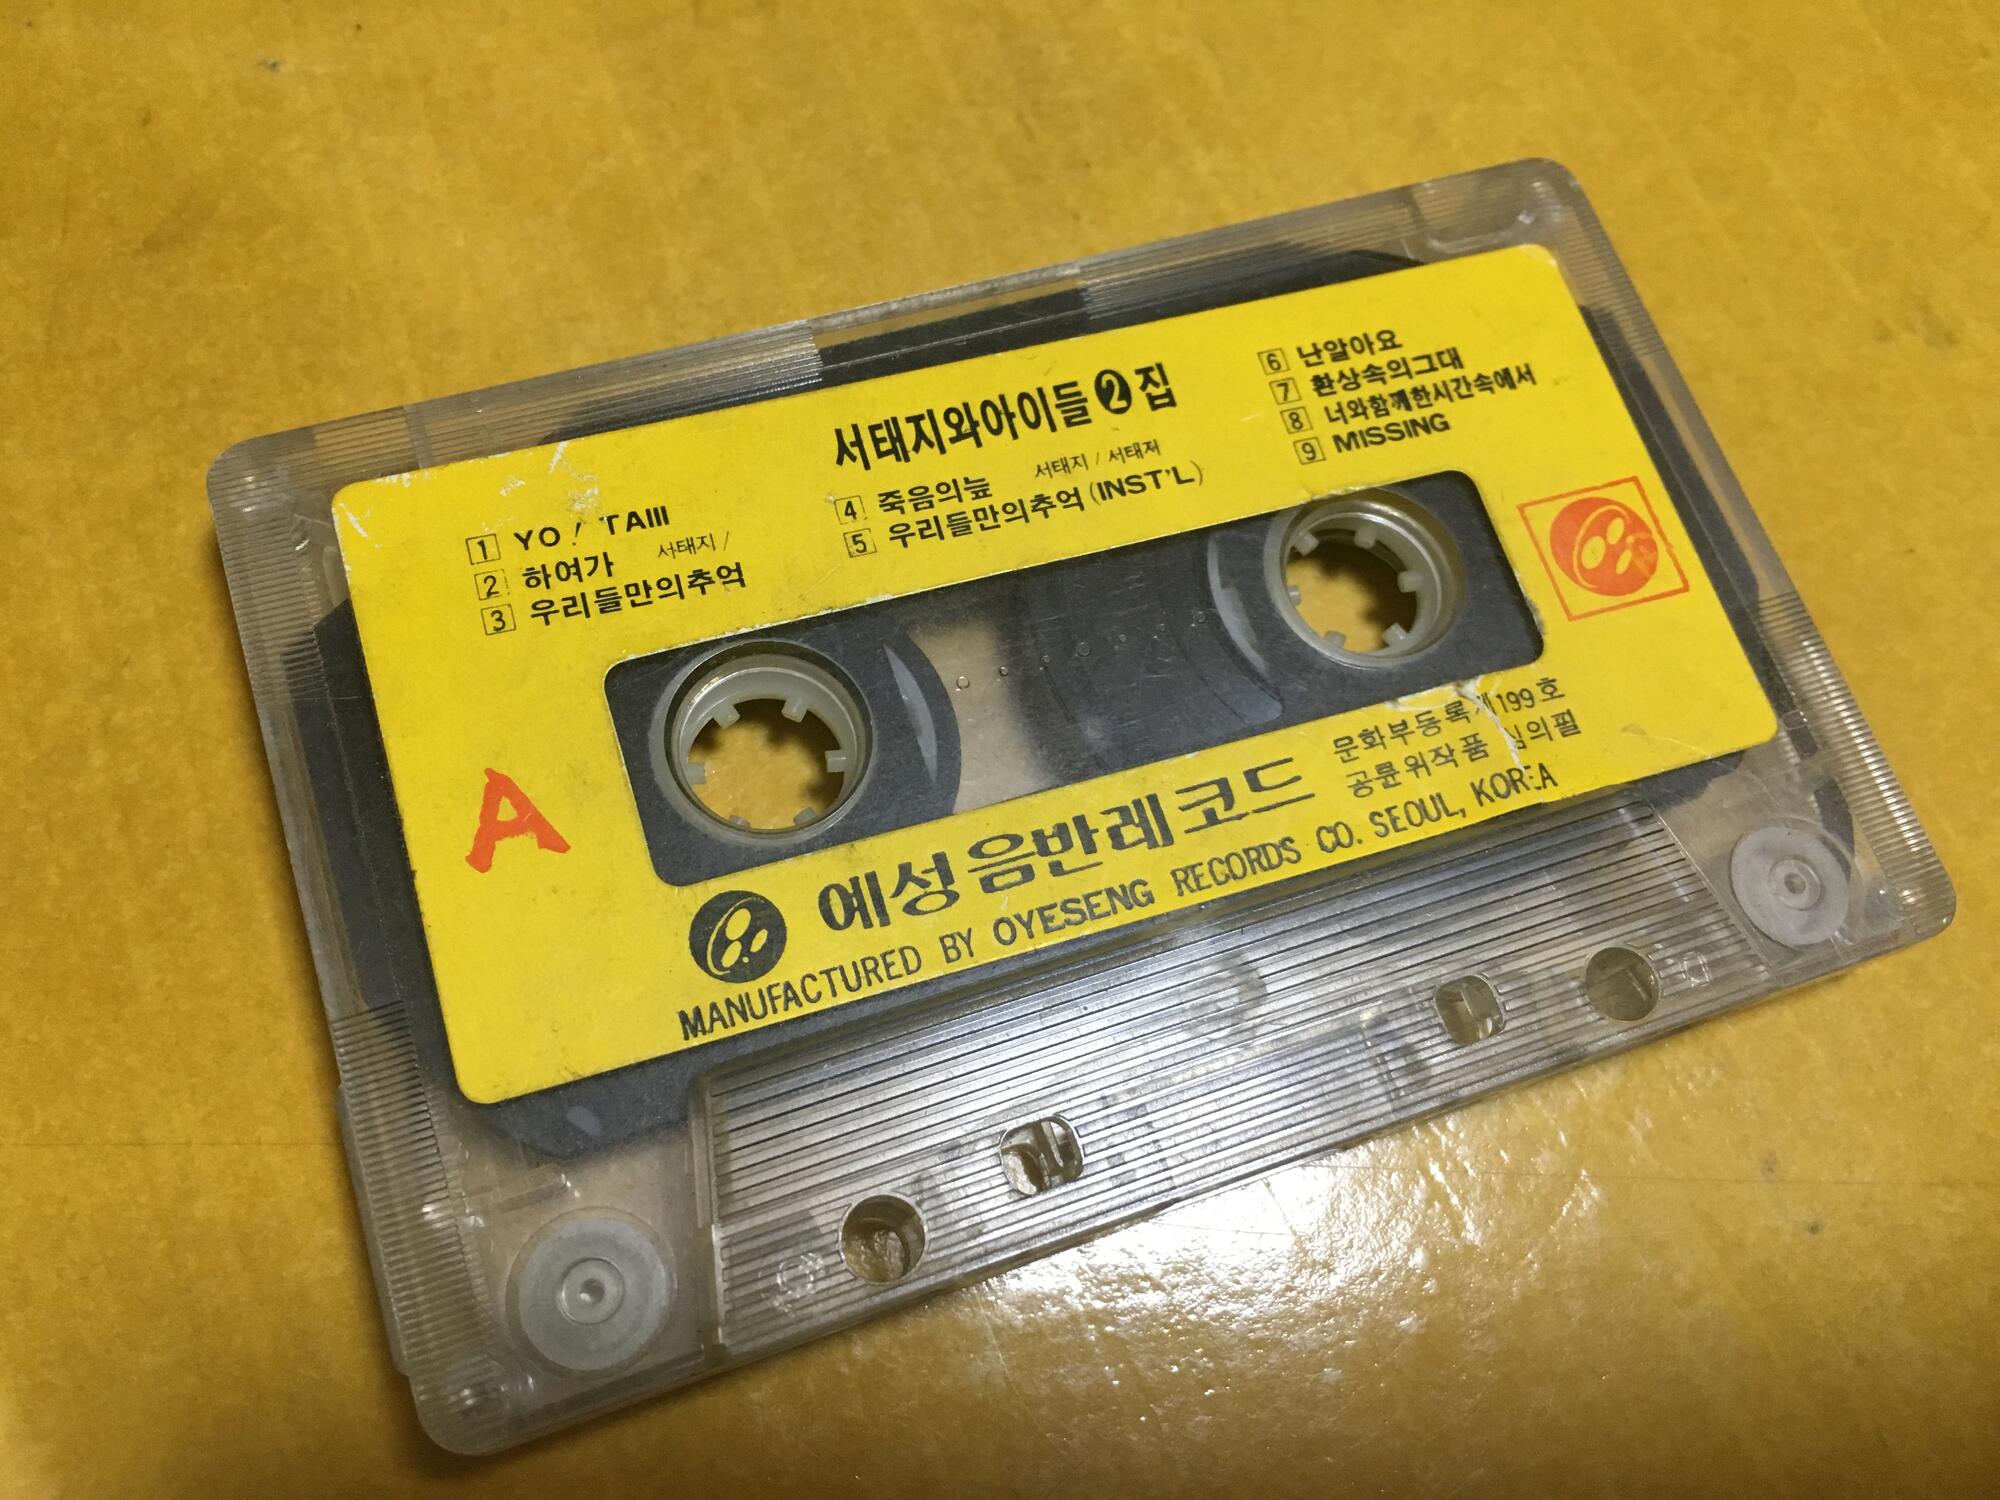 서태지와아이들 2 집
1 YO! TAIII
2 하여가 서태지 /
3 우리들만의추억
4 죽음의늪 서태지 / 서태저
5 우리들만의추억 (INST'L)
6 난알아요
7 환상속의그대
8 너와함께한시간속에서
9 MISSING
A
예성음반레코드
문화부등록제199호
공륜위작품 심의필
MANUFACTURED BY OYESENG RECORDS CO. SEOUL, KOREA